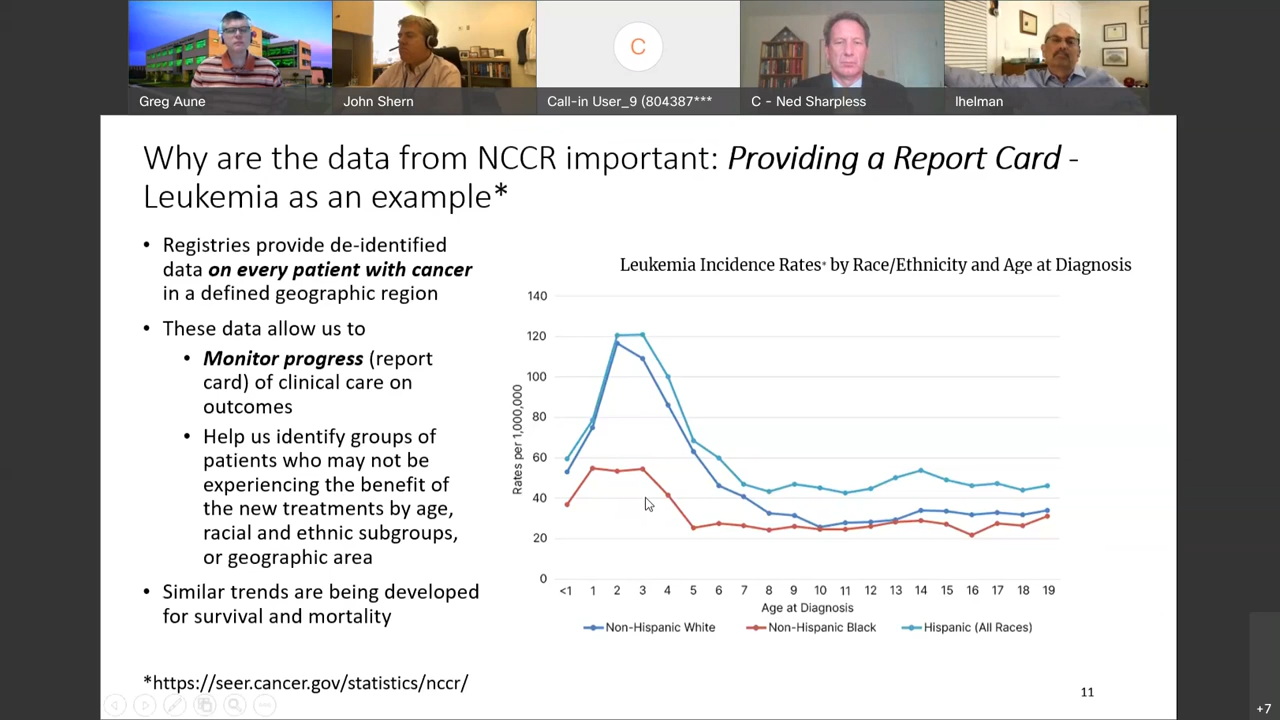 C
Greg Aune
John Shern
Call-in User_9 (804387***
C - Ned Sharpless
lhelman
Why are the data from NCCR important: Providing a Report Card -
Leukemia as an example*
• Registries provide de-identified
data on every patient with cancer
in a defined geographic region
• These data allow us to
• Monitor progress (report
card) of clinical care on
outcomes
• Help us identify groups of
patients who may not be
experiencing the benefit of
the new treatments by age,
racial and ethnic subgroups,
or geographic area
• Similar trends are being developed
for survival and mortality
*https://seer.cancer.gov/statistics/nccr/
Leukemia Incidence Rates* by Race/Ethnicity and Age at Diagnosis
Rates per 1,000,000
140
120
100
80
60
40
20
0
<1 1 2 3 4 5 6 7 8 9 10 11 12 13 14 15 16 17 18 19
Age at Diagnosis
Non-Hispanic White Non-Hispanic Black Hispanic (All Races)
11
+7